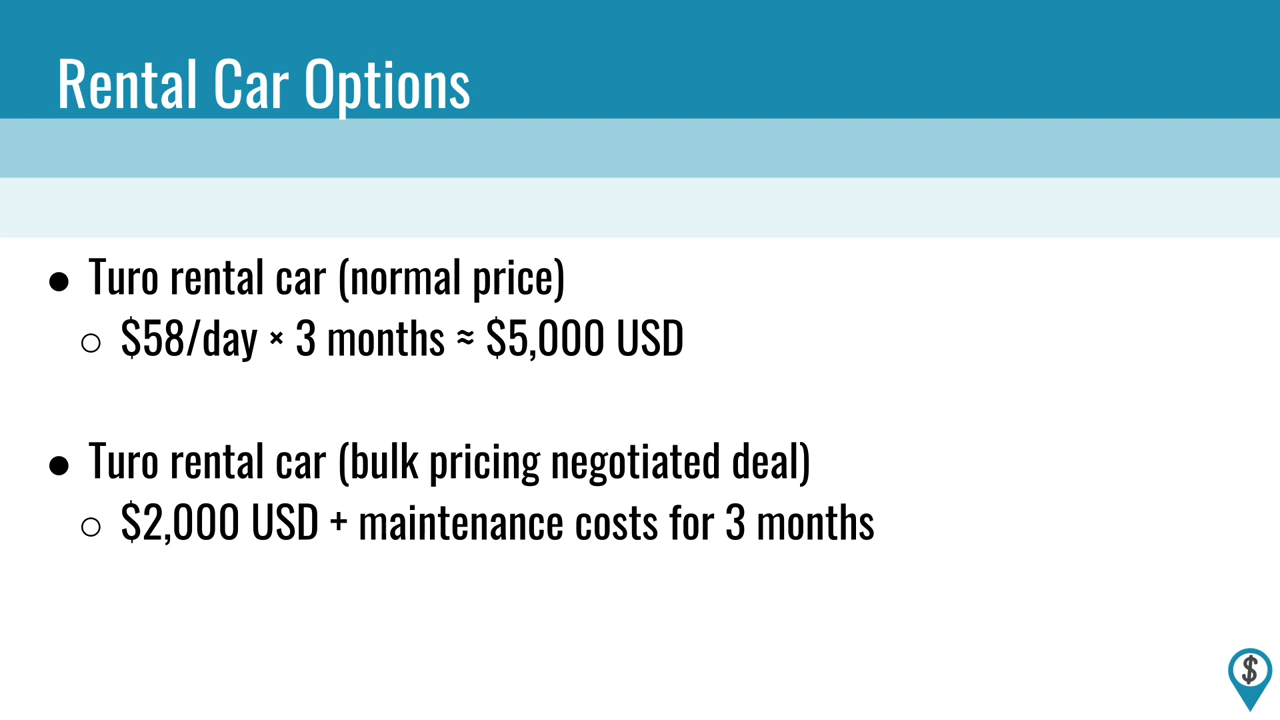 Rental Car Options
● Turo rental car (normal price)
○ $58/day × 3 months ≈ $5,000 USD
● Turo rental car (bulk pricing negotiated deal)
○ $2,000 USD + maintenance costs for 3 months
$